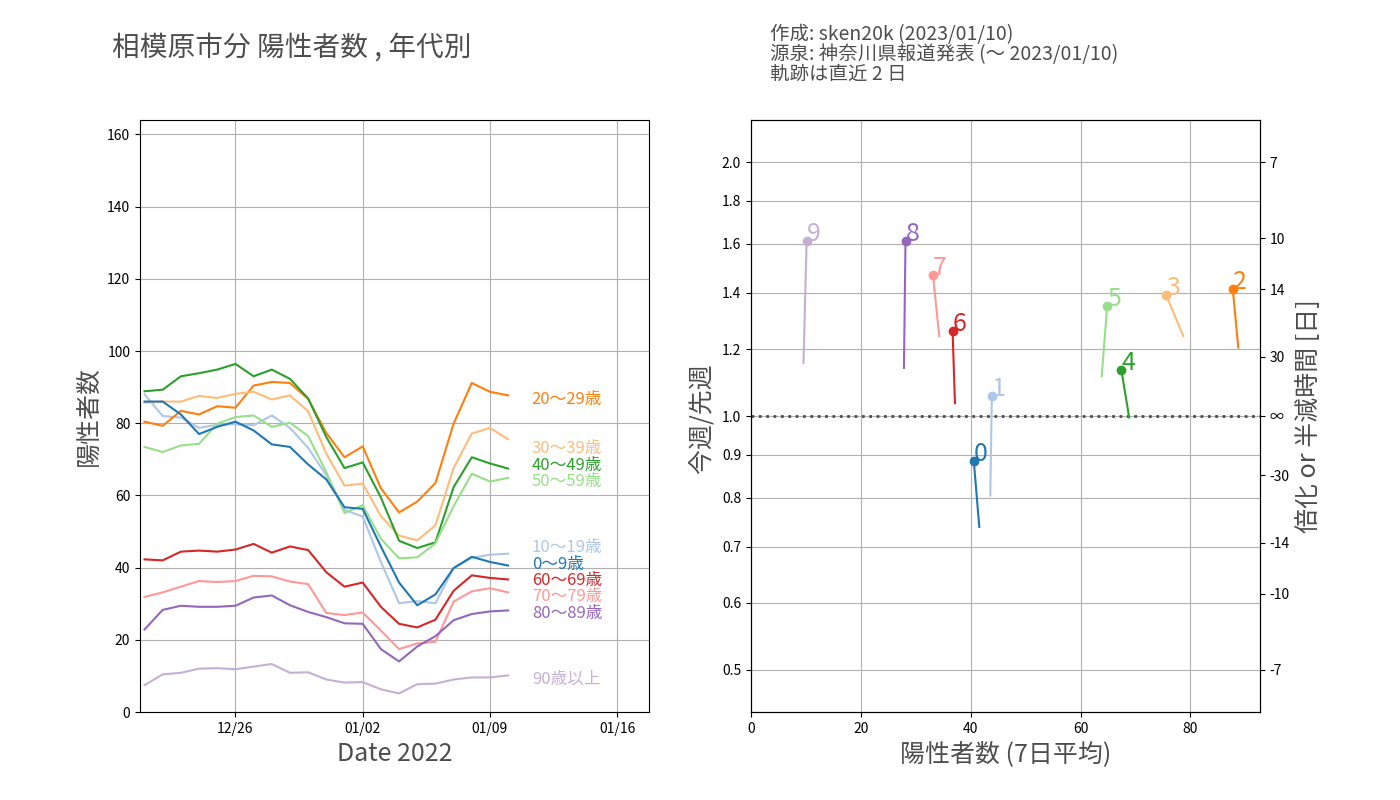 相模原市分 陽性者数 , 年代別
作成: sken20k (2023/01/10)
源泉: 神奈川県報道発表 (〜 2023/01/10)
軌跡は直近 2 日
160
140
120
100
80
60
40
20
0
陽性者数
12/26
01/02
01/09
01/16
Date 2022
20〜29歳
30〜39歳
40〜49歳
50〜59歳
10〜19歳
0〜9歳
60〜69歳
70〜79歳
80〜89歳
90歳以上
2.0
1.8
1.6
1.4
1.2
1.0
0.9
0.8
0.7
0.6
0.5
今週/先週
9
8
7
6
5
3
2
4
1
0
0
20
40
60
80
陽性者数 (7日平均)
7
10
14
30
∞
-30
-14
-10
-7
倍化 or 半減時間 [日]